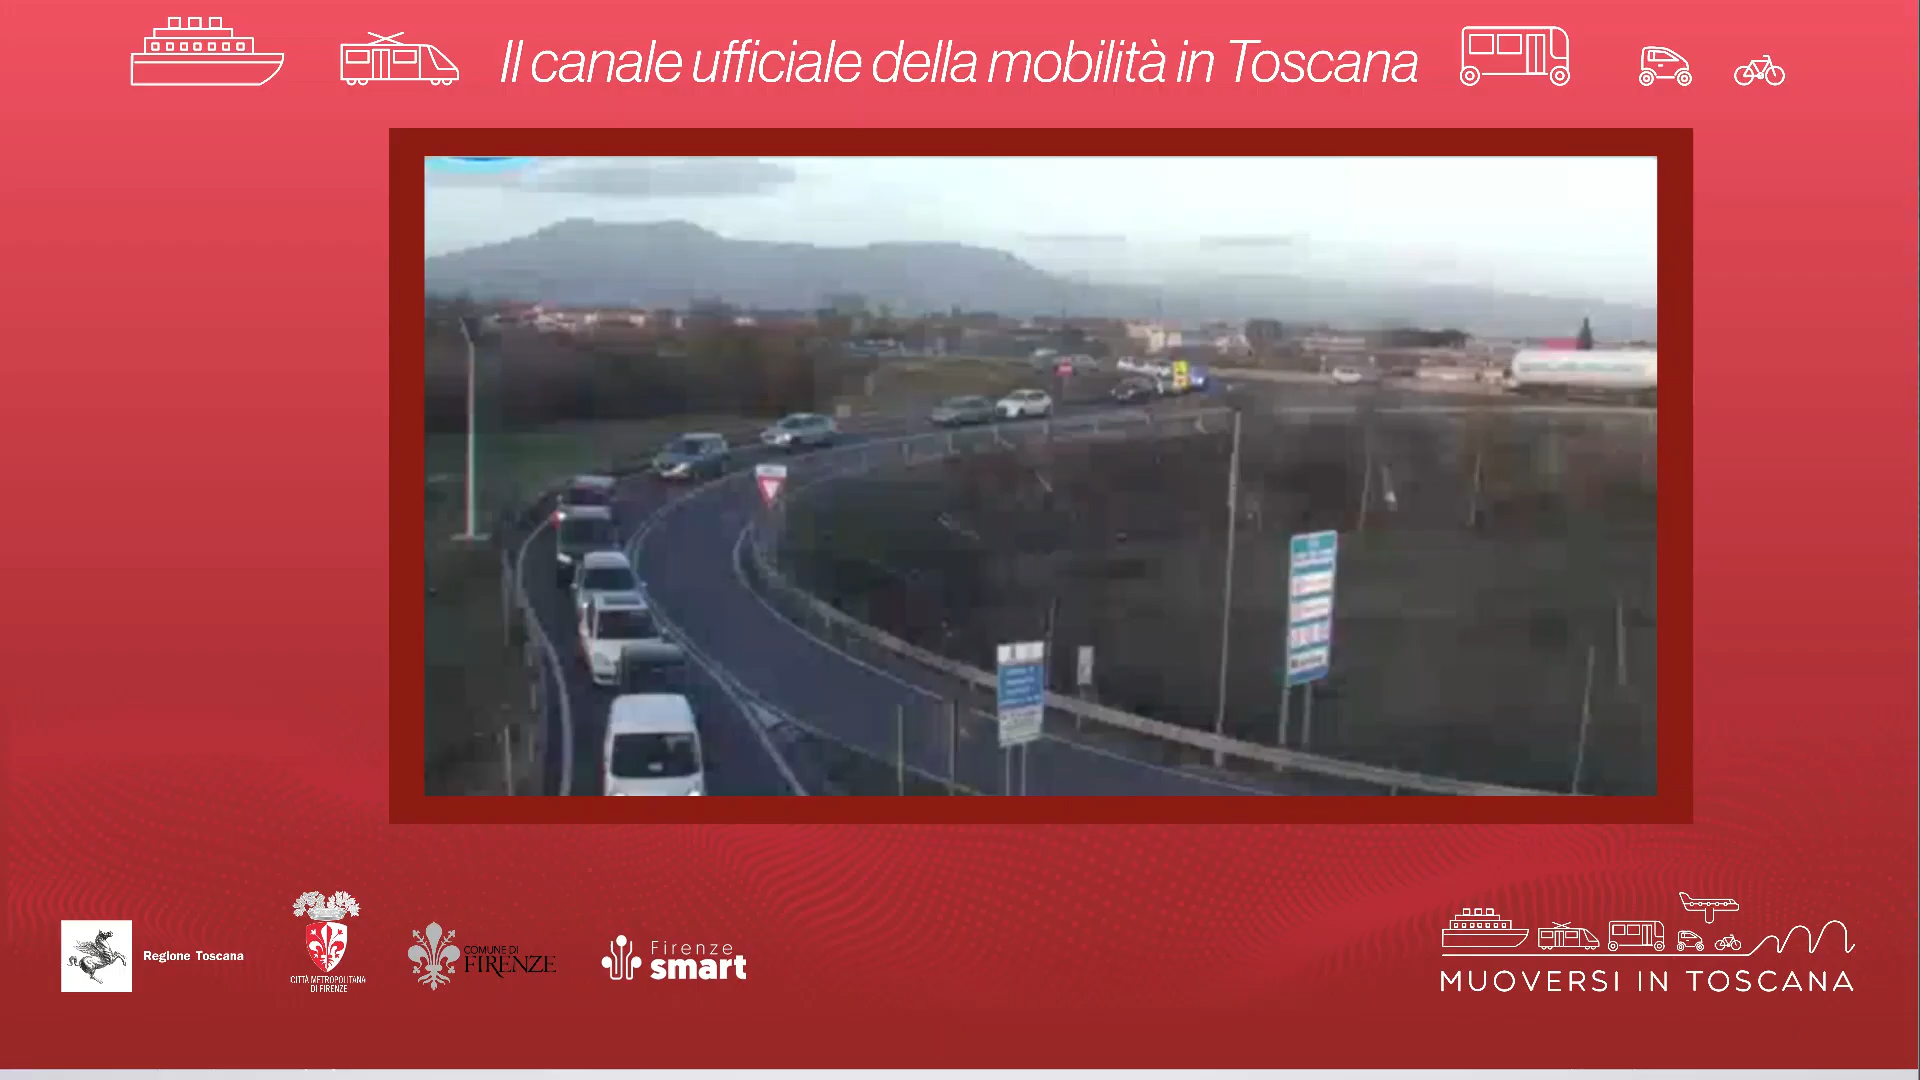 Il canale ufficiale della mobilità in Toscana
Regione Toscana
CITTÀ METROPOLITANA
DI FIRENZE
COMUNE DI
FIRENZE
Firenze
smart
MUOVERSI IN TOSCANA